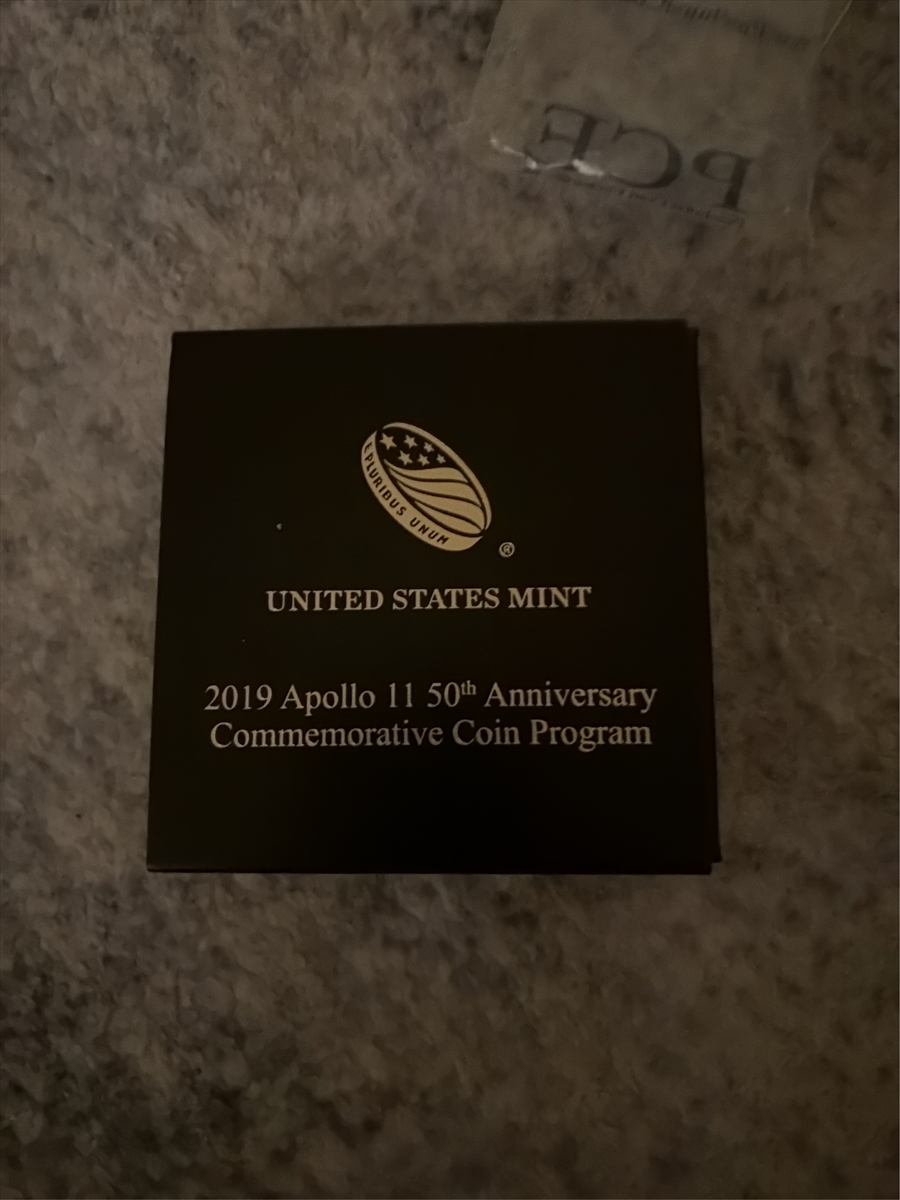 PCE
E PLURIBUS UNUM
®
UNITED STATES MINT
2019 Apollo 11 50th Anniversary
Commemorative Coin Program